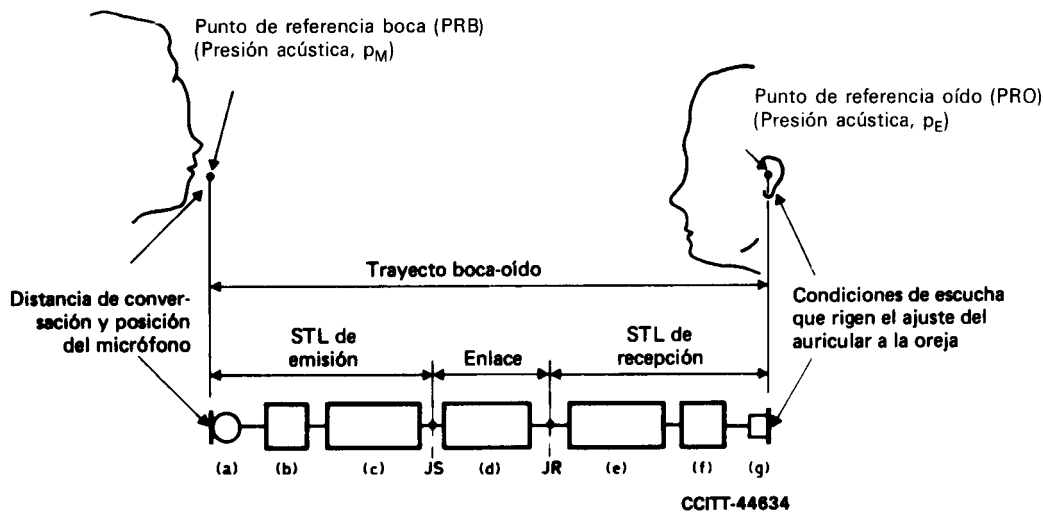 Punto de referencia boca (PRB)
(Presión acústica, pM)
Punto de referencia oído (PRO)
(Presión acústica, pE)
Trayecto boca-oído
Distancia de conver-
sación y posición
del micrófono
Condiciones de escucha
que rigen el ajuste del
auricular a la oreja
STL de
emisión
Enlace
STL de
recepción
(a) (b) (c) JS (d) JR (e) (f) (g)
CCITT-44634